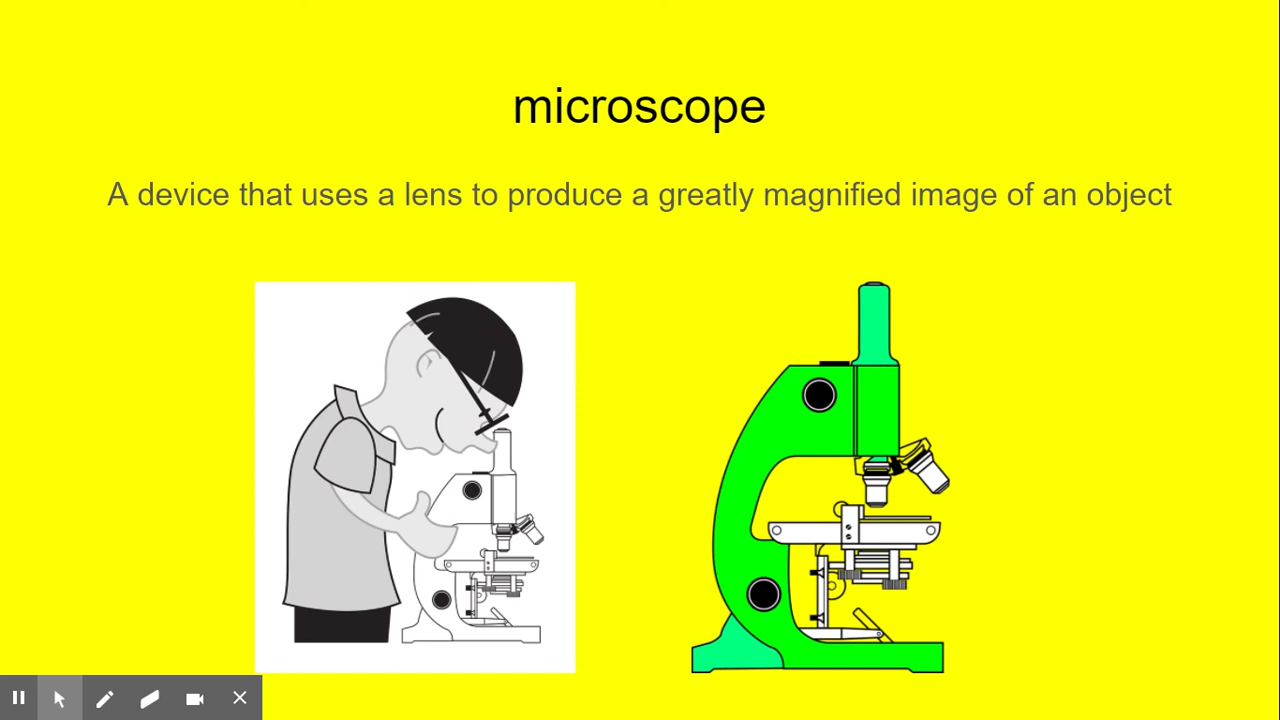 microscope
A device that uses a lens to produce a greatly magnified image of an object